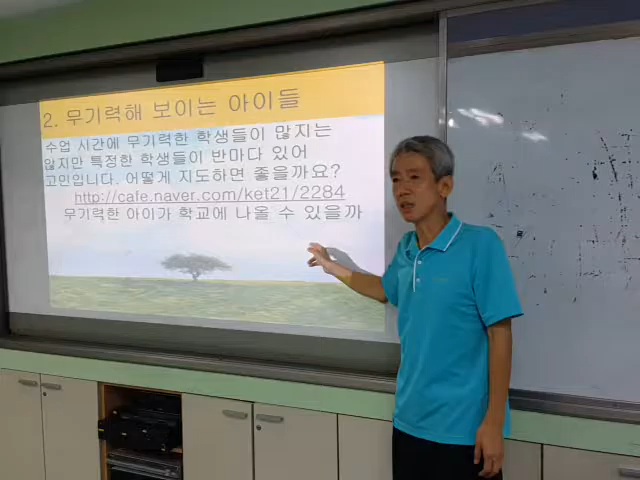 2. 무기력해 보이는 아이들
수업 시간에 무기력한 학생들이 많지는
않지만 특정한 학생들이 반마다 있어
고민입니다. 어떻게 지도하면 좋을까요?
http://cafe.naver.com/ket21/2284
무기력한 아이가 학교에 나올 수 있을까